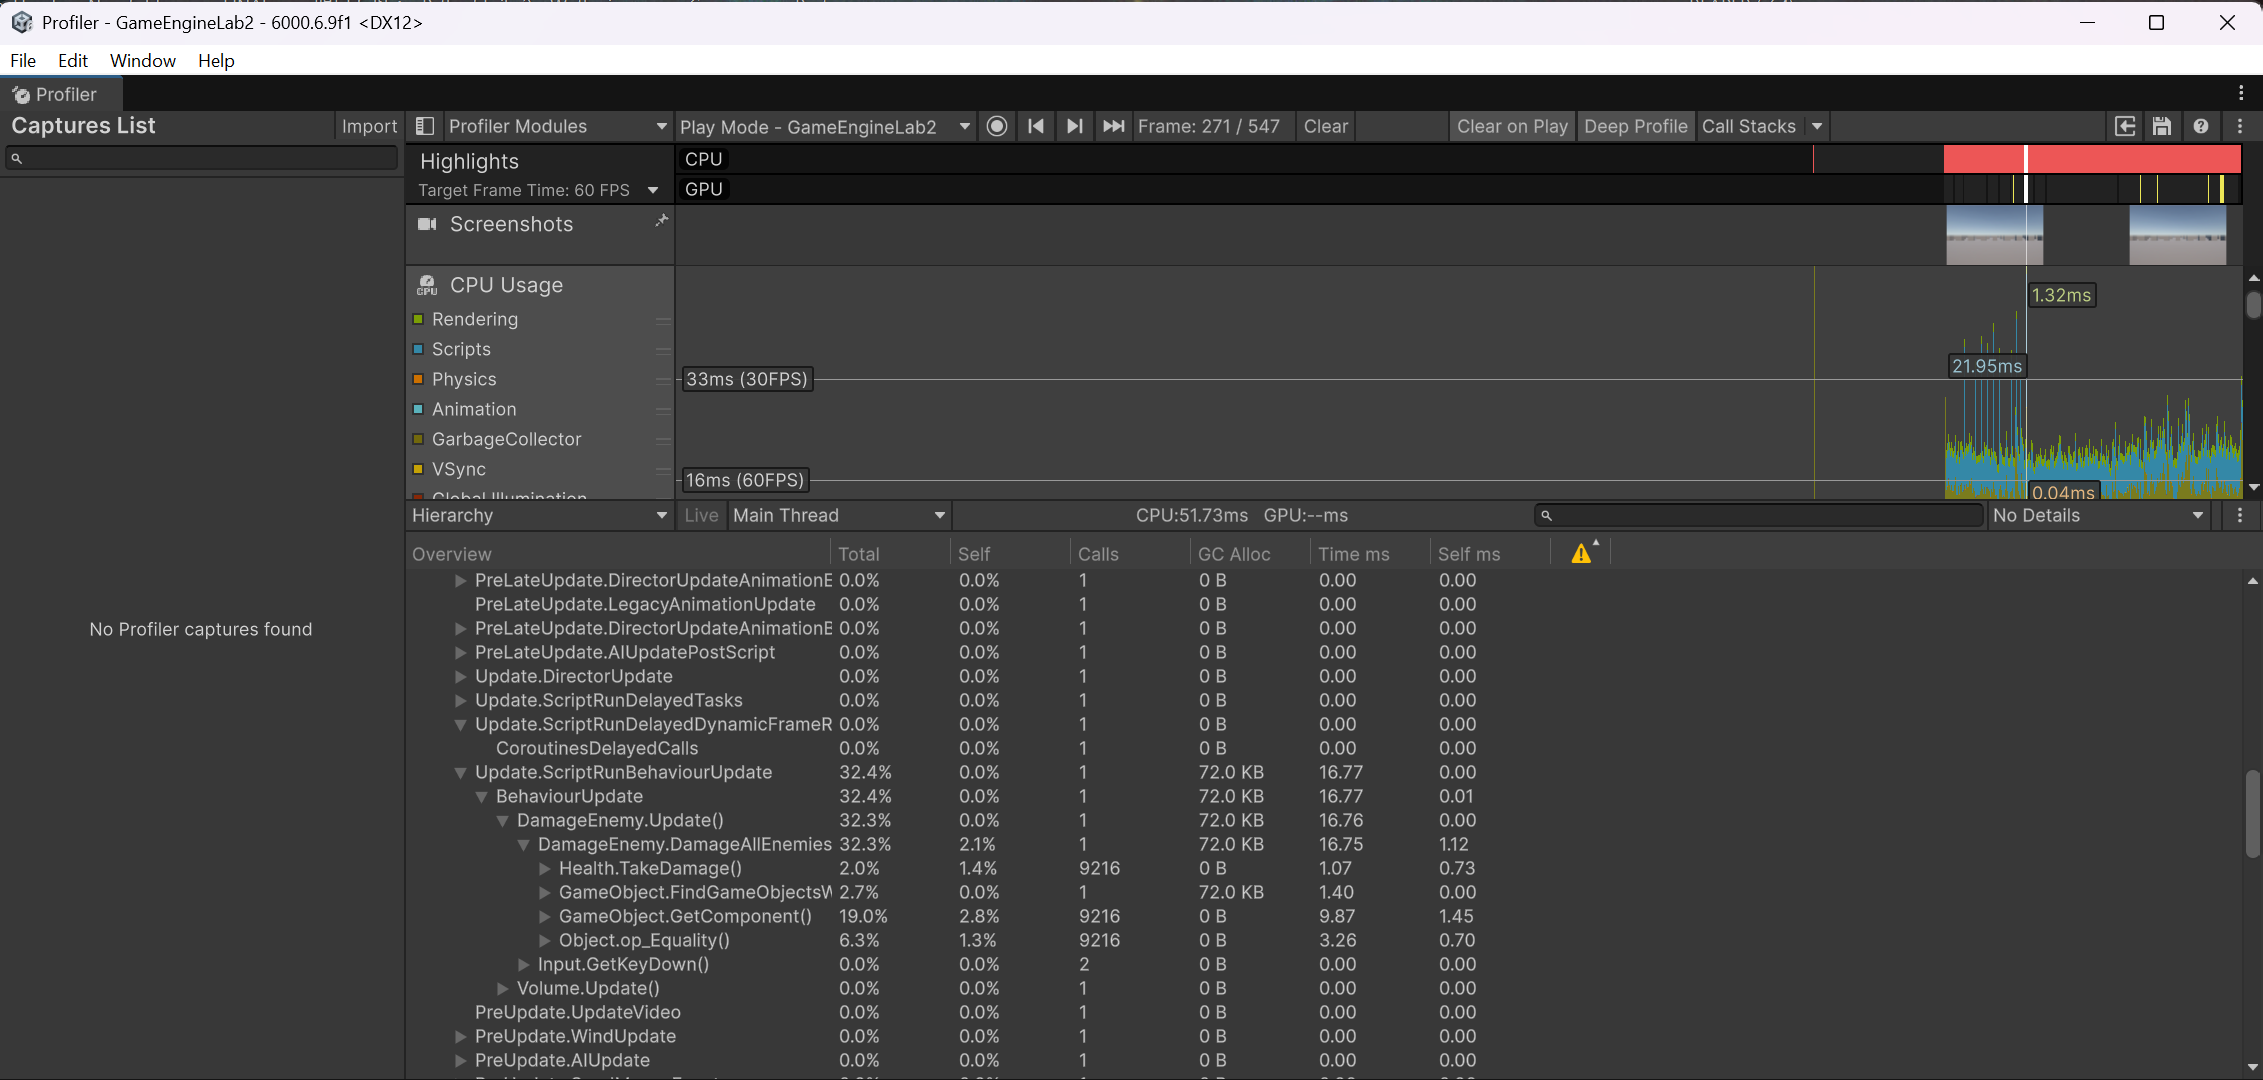 Profiler - GameEngineLab2 - 6000.6.9f1 <DX12>
File Edit Window Help
Profiler
Captures List Import Profiler Modules Play Mode - GameEngineLab2 Frame: 271 / 547 Clear Clear on Play Deep Profile Call Stacks
Highlights CPU
Target Frame Time: 60 FPS GPU
Screenshots
CPU Usage
1.32ms
Rendering
Scripts
21.95ms
Physics 33ms (30FPS)
Animation
GarbageCollector
VSync 16ms (60FPS)
Global Illumination 0.04ms
Hierarchy Live Main Thread CPU:51.73ms GPU:--ms No Details
Overview Total Self Calls GC Alloc Time ms Self ms
PreLateUpdate.DirectorUpdateAnimationE 0.0% 0.0% 1 0 B 0.00 0.00
PreLateUpdate.LegacyAnimationUpdate 0.0% 0.0% 1 0 B 0.00 0.00
No Profiler captures found
PreLateUpdate.DirectorUpdateAnimationE 0.0% 0.0% 1 0 B 0.00 0.00
PreLateUpdate.AIUpdatePostScript 0.0% 0.0% 1 0 B 0.00 0.00
Update.DirectorUpdate 0.0% 0.0% 1 0 B 0.00 0.00
Update.ScriptRunDelayedTasks 0.0% 0.0% 1 0 B 0.00 0.00
Update.ScriptRunDelayedDynamicFrameR 0.0% 0.0% 1 0 B 0.00 0.00
CoroutinesDelayedCalls 0.0% 0.0% 1 0 B 0.00 0.00
Update.ScriptRunBehaviourUpdate 32.4% 0.0% 1 72.0 KB 16.77 0.00
BehaviourUpdate 32.4% 0.0% 1 72.0 KB 16.77 0.01
DamageEnemy.Update() 32.3% 0.0% 1 72.0 KB 16.76 0.00
DamageEnemy.DamageAllEnemies 32.3% 2.1% 1 72.0 KB 16.75 1.12
Health.TakeDamage() 2.0% 1.4% 9216 0 B 1.07 0.73
GameObject.FindGameObjectsW 2.7% 0.0% 1 72.0 KB 1.40 0.00
GameObject.GetComponent() 19.0% 2.8% 9216 0 B 9.87 1.45
Object.op_Equality() 6.3% 1.3% 9216 0 B 3.26 0.70
Input.GetKeyDown() 0.0% 0.0% 2 0 B 0.00 0.00
Volume.Update() 0.0% 0.0% 1 0 B 0.00 0.00
PreUpdate.UpdateVideo 0.0% 0.0% 1 0 B 0.00 0.00
PreUpdate.WindUpdate 0.0% 0.0% 1 0 B 0.00 0.00
PreUpdate.AIUpdate 0.0% 0.0% 1 0 B 0.00 0.00